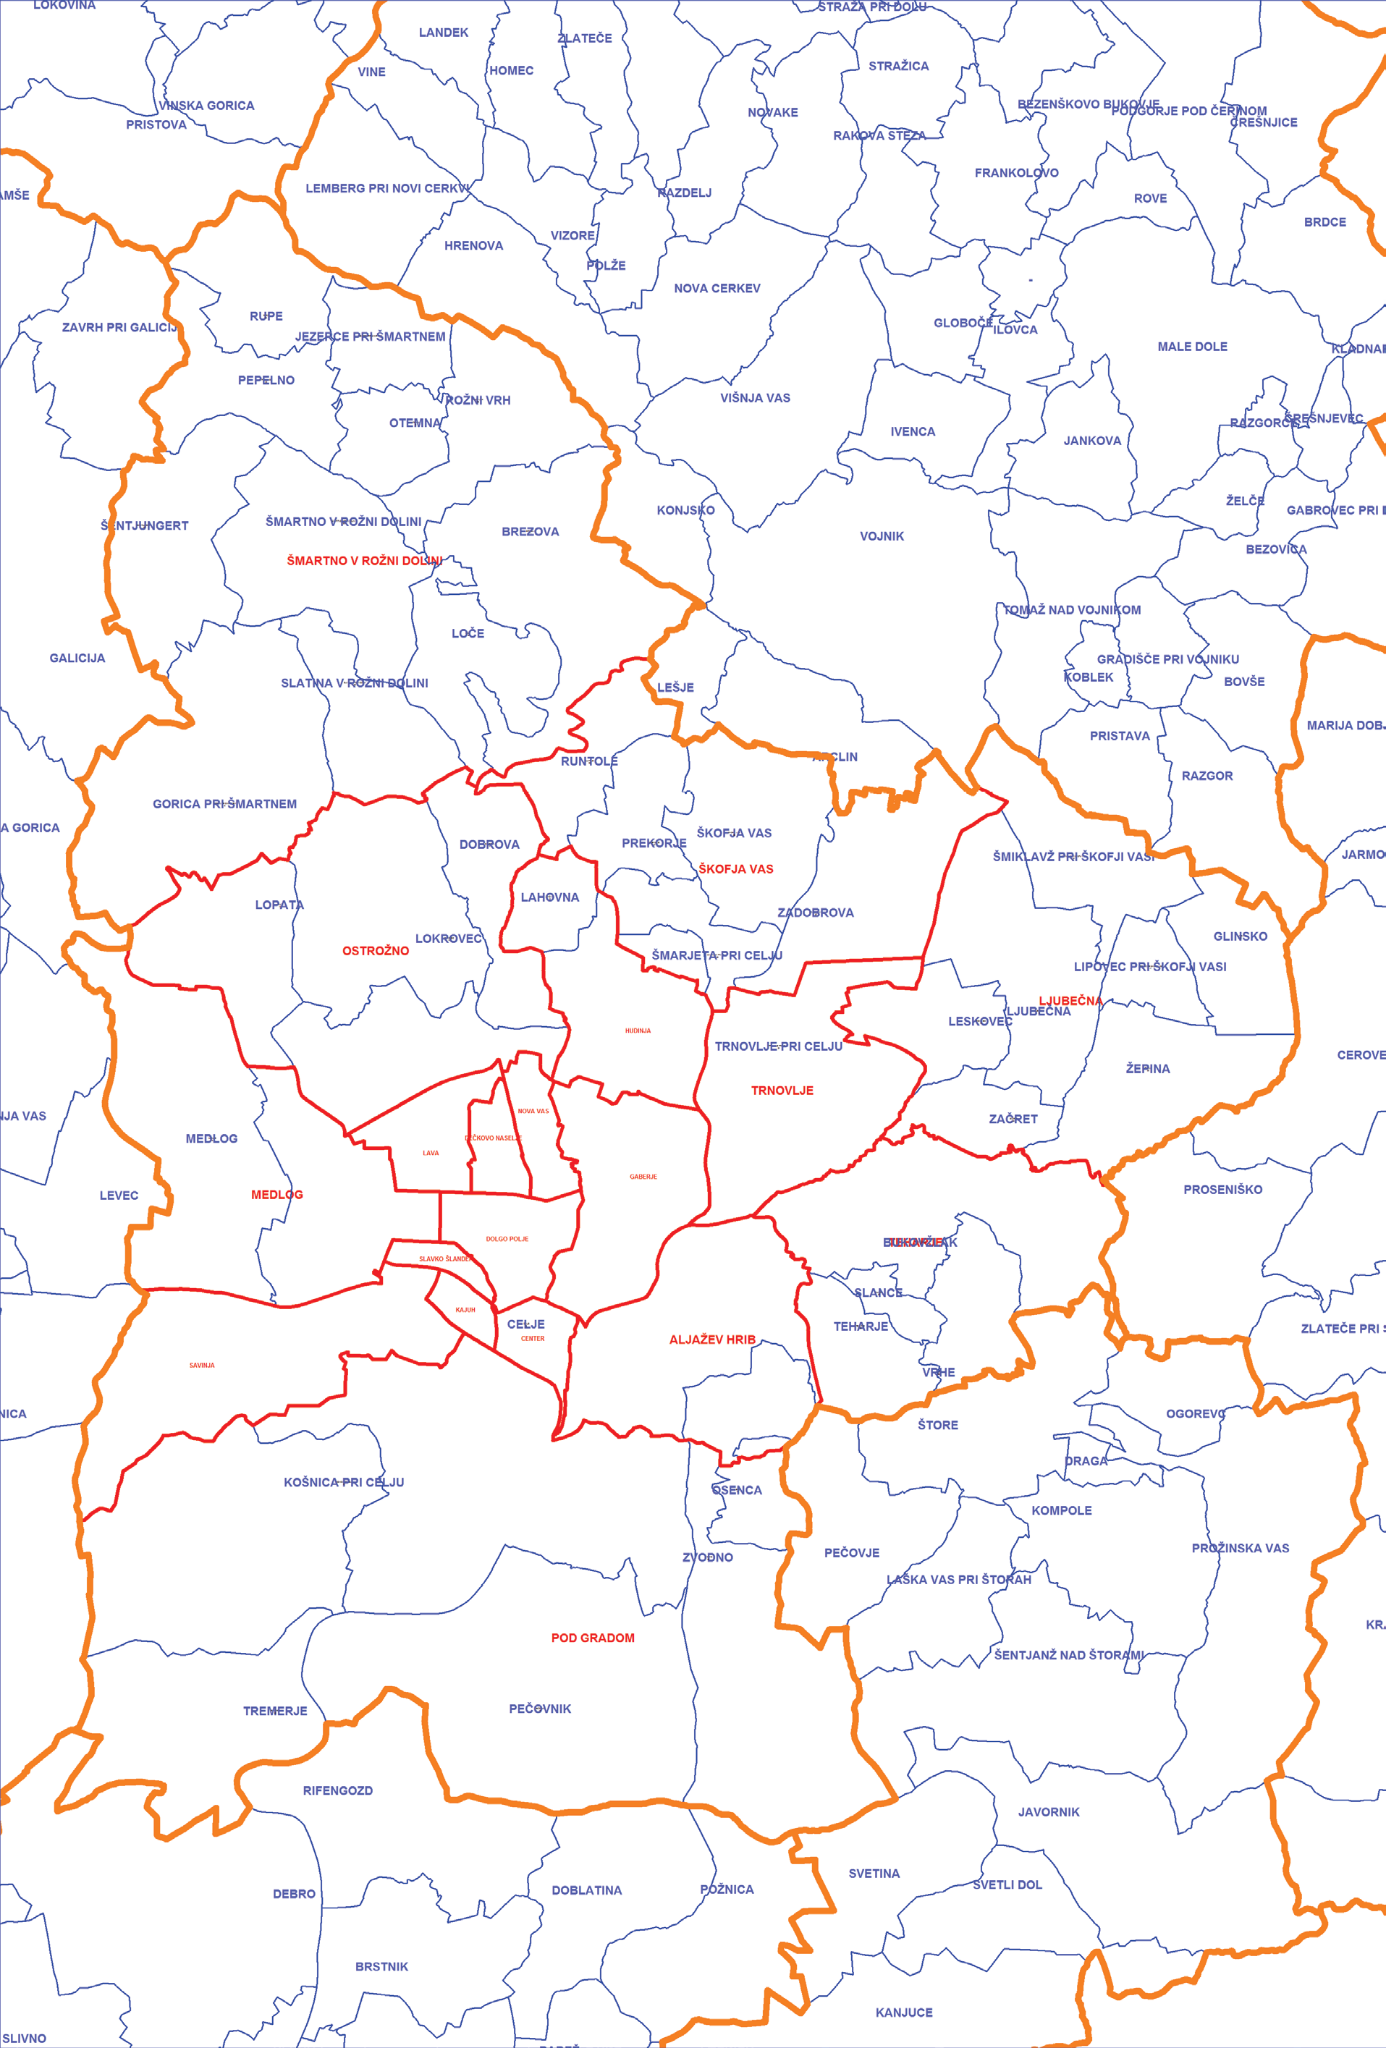 LOKOVINA
STRAŽA PRI DOLU
LANDEK
ZLATEČE
HOMEC
VINE
STRAŽICA
VINSKA GORICA
PRISTOVA
NOVAKE
BEZENŠKOVO BUKOVJE
PODGORJE POD ČERINOM
ČREŠNJICE
RAKOVA STEZA
FRANKOLOVO
AMŠE
LEMBERG PRI NOVI CERKVI
RAZDELJ
ROVE
BRDCE
HRENOVA
VIZORE
POLŽE
NOVA CERKEV
RUPE
ZAVRH PRI GALICIJI
JEZERCE PRI ŠMARTNEM
GLOBOČE
ILOVCA
MALE DOLE
PEPELNO
ROŽNI VRH
VIŠNJA VAS
OTEMNA
IVENCA
JANKOVA
RAZGORCE
ČREŠNJEVEC
ŽELČE
KONJSKO
ŠENTJUNGERT
ŠMARTNO V ROŽNI DOLINI
BREZOVA
VOJNIK
BEZOVICA
ŠMARTNO V ROŽNI DOLINI
TOMAŽ NAD VOJNIKOM
LOČE
GALICIJA
GRADIŠČE PRI VOJNIKU
KOBLEK
BOVŠE
SLATINA V ROŽNI DOLINI
LEŠJE
MARIJA DOBJ
PRISTAVA
ARCLIN
RUNTOLE
RAZGOR
GORICA PRI ŠMARTNEM
A GORICA
DOBROVA
PREKORJE
ŠKOFJA VAS
ŠKOFJA VAS
ŠMIKLAVŽ PRI ŠKOFJI VASI
JARMO
LAHOVNA
LOPATA
ZADOBROVA
LOKROVEC
OSTROŽNO
GLINSKO
ŠMARJETA PRI CELJU
LIPOVEC PRI ŠKOFJI VASI
LJUBEČNA
LJUBEČNA
LESKOVEC
HUDINJA
TRNOVLJE PRI CELJU
CEROVE
ŽEPINA
TRNOVLJE
NOVA VAS
NJA VAS
ZAČRET
MEDLOG
LAVA
GABERJE
LEVEC
MEDLOG
PROSENIŠKO
DOLGO POLJE
SLANCE
KAJUH
CELJE
TEHARJE
ZLATEČE PRI Š
CENTER
ALJAŽEV HRIB
SAVINJA
VRHE
NICA
ŠTORE
OGOREVC
DRAGA
KOŠNICA PRI CELJU
OSENCA
KOMPOLE
ZVODNO
PEČOVJE
PROŽINSKA VAS
LAŠKA VAS PRI ŠTORAH
POD GRADOM
ŠENTJANŽ NAD ŠTORAMI
TREMERJE
PEČOVNIK
RIFENGOZD
JAVORNIK
SVETINA
DEBRO
DOBLATINA
POŽNICA
SVETLI DOL
BRSTNIK
KANJUCE
SLIVNO